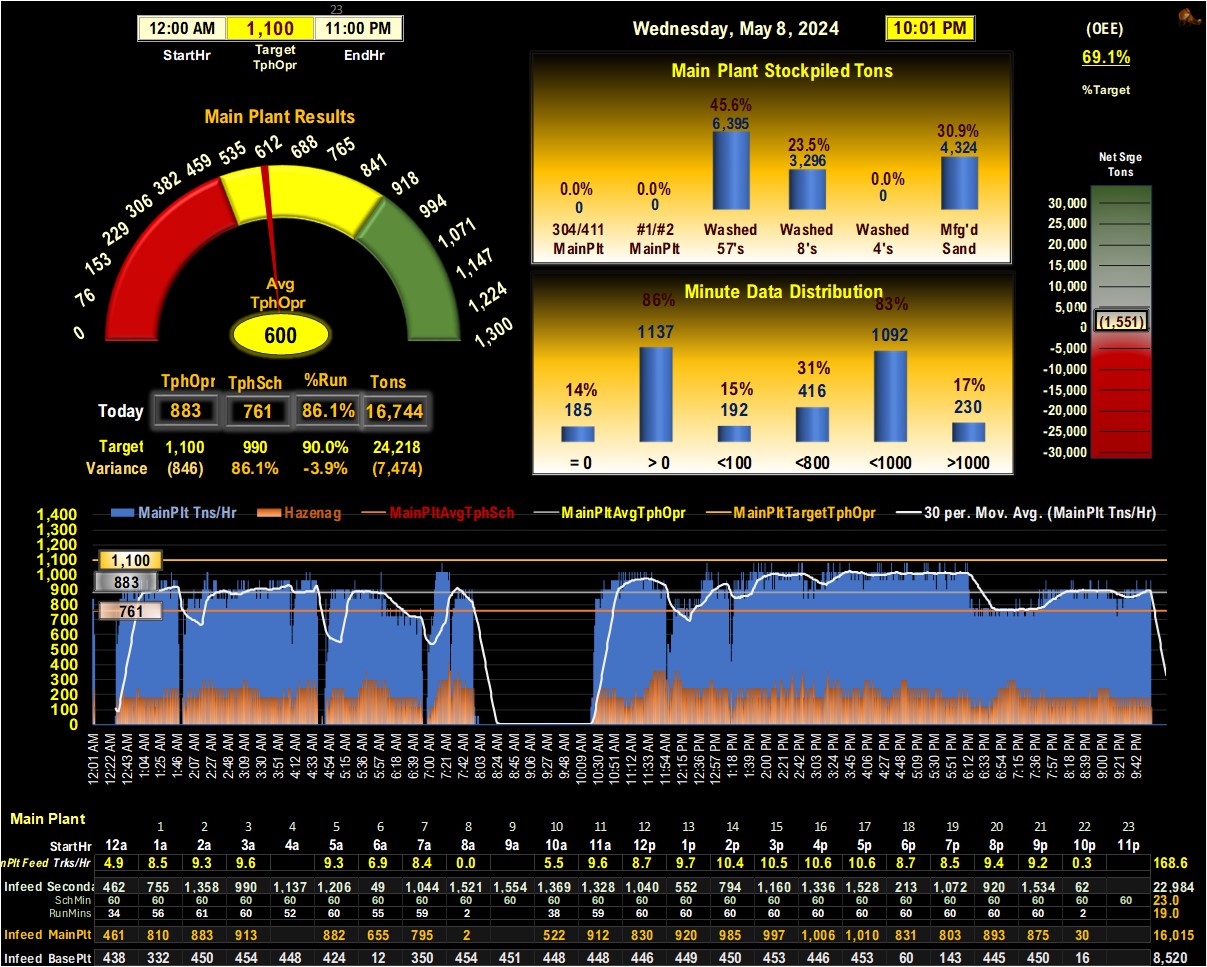 23
12:00 AM 1,100 11:00 PM
StartHr Target TphOpr EndHr
Wednesday, May 8, 2024 10:01 PM
(OEE)
69.1%
%Target
Main Plant Results
0 76 153 229 306 382 459 535 612 688 765 841 918 994 1,071 1,147 1,224 1,300
Avg
TphOpr
600
TphOpr TphSch %Run Tons
Today 883 761 86.1% 16,744
Target 1,100 990 90.0% 24,218
Variance (846) 86.1% -3.9% (7,474)
Main Plant Stockpiled Tons
0.0% 0.0% 45.6% 23.5% 0.0% 30.9%
0 0 6,395 3,296 0 4,324
304/411 #1/#2 Washed Washed Washed Mfg'd
MainPlt MainPlt 57's 8's 4's Sand
Minute Data Distribution
14% 86% 15% 31% 83% 17%
185 1137 192 416 1092 230
= 0 > 0 <100 <800 <1000 >1000
Net Srge
Tons
30,000
25,000
20,000
15,000
10,000
5,000
(1,551)
0
-5,000
-10,000
-15,000
-20,000
-25,000
-30,000
MainPlt Tns/Hr Hazenag MainPltAvgTphSch MainPltAvgTphOpr MainPltTargetTphOpr 30 per. Mov. Avg. (MainPlt Tns/Hr)
1,400
1,300
1,200
1,100
1,000
900
800
700
600
500
400
300
200
100
0
1,100
883
761
12:01 AM 12:22 AM 12:43 AM 1:04 AM 1:25 AM 1:46 AM 2:07 AM 2:27 AM 2:48 AM 3:09 AM 3:30 AM 3:51 AM 4:12 AM 4:33 AM 4:54 AM 5:15 AM 5:36 AM 5:57 AM 6:18 AM 6:39 AM 7:00 AM 7:21 AM 7:42 AM 8:03 AM 8:24 AM 8:45 AM 9:06 AM 9:27 AM 9:48 AM 10:09 AM 10:30 AM 10:51 AM 11:12 AM 11:33 AM 11:54 AM 12:15 PM 12:36 PM 12:57 PM 1:18 PM 1:39 PM 2:00 PM 2:21 PM 2:42 PM 3:03 PM 3:24 PM 3:45 PM 4:06 PM 4:27 PM 4:48 PM 5:09 PM 5:30 PM 5:51 PM 6:12 PM 6:33 PM 6:54 PM 7:15 PM 7:36 PM 7:57 PM 8:18 PM 8:39 PM 9:00 PM 9:21 PM 9:42 PM
Main Plant
1 2 3 4 5 6 7 8 9 10 11 12 13 14 15 16 17 18 19 20 21 22 23
StartHr 12a 1a 2a 3a 4a 5a 6a 7a 8a 9a 10a 11a 12p 1p 2p 3p 4p 5p 6p 7p 8p 9p 10p 11p
nPlt Feed Trks/Hr 4.9 8.5 9.3 9.6 9.3 6.9 8.4 0.0 5.5 9.6 8.7 9.7 10.4 10.5 10.6 10.6 8.7 8.5 9.4 9.2 0.3 168.6
Infeed Seconda 462 755 1,358 990 1,137 1,206 49 1,044 1,521 1,554 1,369 1,328 1,040 552 794 1,160 1,336 1,528 213 1,072 920 1,534 62 22,984
SchMin 60 60 60 60 60 60 60 60 60 60 60 60 60 60 60 60 60 60 60 60 60 60 60 60 23.0
RunMins 34 56 61 60 52 60 55 59 2 38 59 60 60 60 60 60 60 60 60 60 60 2 19.0
Infeed MainPlt 461 810 883 913 882 655 795 2 522 912 830 920 985 997 1,006 1,010 831 803 893 875 30 16,015
Infeed BasePlt 438 332 450 454 448 424 12 350 454 451 448 448 446 449 450 453 446 453 60 143 445 450 16 8,520